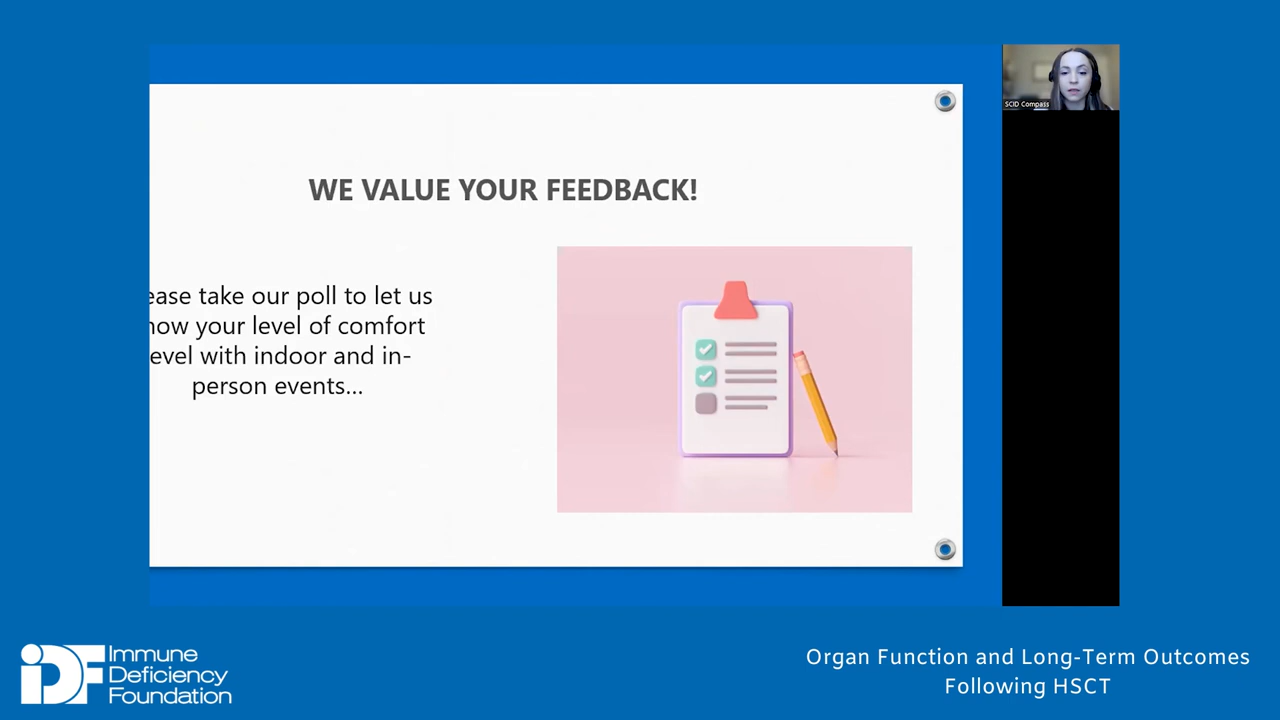 SCID Compass
WE VALUE YOUR FEEDBACK!
ease take our poll to let us
now your level of comfort
evel with indoor and in-
person events...
iDF Immune
Deficiency
Foundation
Organ Function and Long-Term Outcomes
Following HSCT